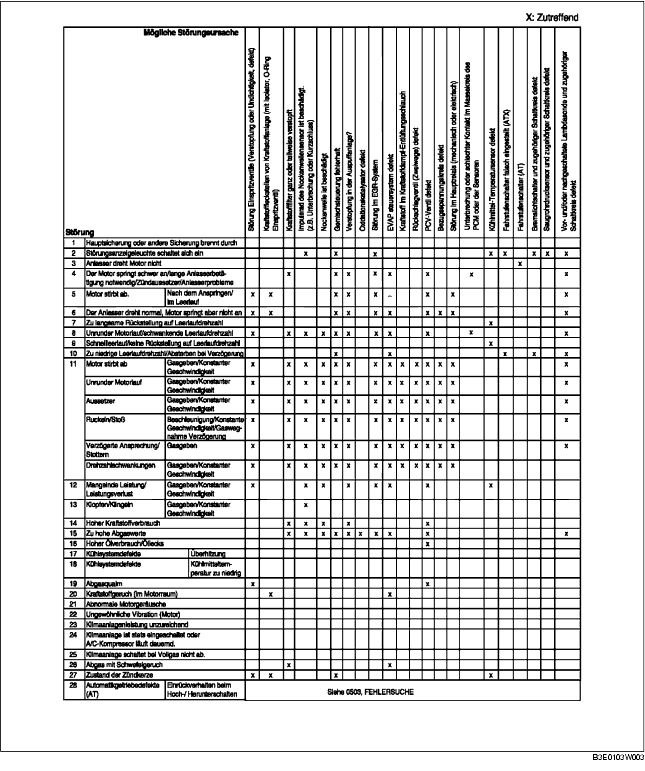 X: Zutreffend
Mögliche Störungsursache
Störung Einspritzventile (Verstopfung oder Undichtigkeit, defekt)
Kraftstoffleckstellen von Kraftstoffanlage (mit Isolator, O-Ring
Einspritzventil)
Kraftstofffilter ganz oder teilweise verstopft
Impulsrad des Nockenwellensensor ist beschädigt.
(z.B. Unterbrechung oder Kurzschluss)
Nockenwelle ist beschädigt
Gemischsteuerung fehlerhaft
Verstopfung in der Auspuffanlage?
Oxidationskatalysator defekt
Störung im EGR-System
EVAP steuersystem defekt
Kraftstoff im Kraftstoffdampf-Entlüftungsschlauch
Rückschlagventil (Zweiwege) defekt
PCV-Ventil defekt
Bezugsspannungskreis defekt
Störung im Hauptrelais (mechanisch oder elektrisch)
Unterbrechung oder schlechter Kontakt im Massekreis des
PCM oder der Sensoren
Kühlmittel-Temperatursensor defekt
Fahrstufenschalter falsch eingestellt (ATX)
Fahrstufenschalter (AT)
Bremslichtschalter und zugehöriger Schaltkreis defekt
Saugrohrdrucksensor und zugehöriger Schaltkreis defekt
Vor- und/oder nachgeschaltete Lambdasonde und zugehöriger
Schaltkreis defekt
Störung
1 Hauptsicherung oder andere Sicherung brennt durch
2 Störungsanzeigeleuchte schaltet sich ein x x x x x x x x
3 Anlasser dreht Motor nicht x
4 Der Motor springt schwer an/lange Anlasserbetä- x x x x x x x x
tigung notwendig/Zündaussetzer/Anlasserprobleme
5 Motor stirbt ab. Nach dem Anspringen/ x x x x x x x x
im Leerlauf
6 Der Anlasser dreht normal, Motor springt aber nicht an x x x x x x x x x x
7 Zu langsame Rückstellung auf Leerlaufdrehzahl x
8 Unrunder Motorlauf/schwankende Leerlaufdrehzahl x x x x x x x x x x x
9 Schnelleerlauf/keine Rückstellung auf Leerlaufdrehzahl x
10 Zu niedrige Leerlaufdrehzahl/Absterben bei Verzögerung x x x x x
11 Motor stirbt ab Gasgeben/Konstanter x x x x x x x x x x x x x x
Geschwindigkeit
Unrunder Motorlauf Gasgeben/Konstanter x x x x x x x x x x x x x x
Geschwindigkeit
Aussetzer Gasgeben/Konstanter x x x x x x x x x x x x x x
Geschwindigkeit
Ruckeln/Stoß Beschleunigung/Konstante x x x x x x x x x x x x x x
Geschwindigkeit/Gasweg-
nahme Verzögerung
Verzögerte Ansprechung/ Gasgeben x x x x x x x x x x x x x x
Stottern
Drehzahlschwankungen Gasgeben/Konstanter x x x x x x x x x x x x x
Geschwindigkeit
12 Mangelnde Leistung/ Gasgeben/Konstanter x x x x x x x x
Leistungsverlust Geschwindigkeit
13 Klopfen/Klingeln Gasgeben/Konstanter x
Geschwindigkeit
14 Hoher Kraftstoffverbrauch x x x x x
15 Zu hohe Abgaswerte x x x x x x x x x x x
16 Hoher Ölverbrauch/Öllecks x
17 Kühlsystemdefekte Überhitzung
18 Kühlsystemdefekte Kühlmitteltem-
peratur zu niedrig
19 Abgasqualm x x
20 Kraftstoffgeruch (im Motorraum) x x
21 Abnormale Motorgeräusche
22 Ungewöhnliche Vibration (Motor)
23 Klimaanlagenleistung unzureichend
24 Klimaanlage ist stets eingeschaltet oder
A/C-Kompressor läuft dauernd.
25 Klimaanlage schaltet bei Vollgas nicht ab.
26 Abgas mit Schwefelgeruch x x
27 Zustand der Zündkerze x x x x
28 Automatikgetriebedefekte Einrückverhalten beim Siehe 0503, FEHLERSUCHE
(AT) Hoch-/ Herunterschalten
B3E0103W003